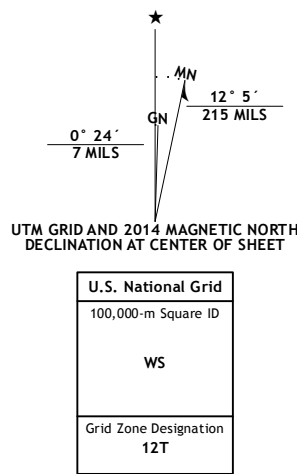 MN
GN
12° 5´
215 MILS
0° 24´
7 MILS
UTM GRID AND 2014 MAGNETIC NORTH
DECLINATION AT CENTER OF SHEET
U.S. National Grid
100,000-m Square ID
WS
Grid Zone Designation
12T